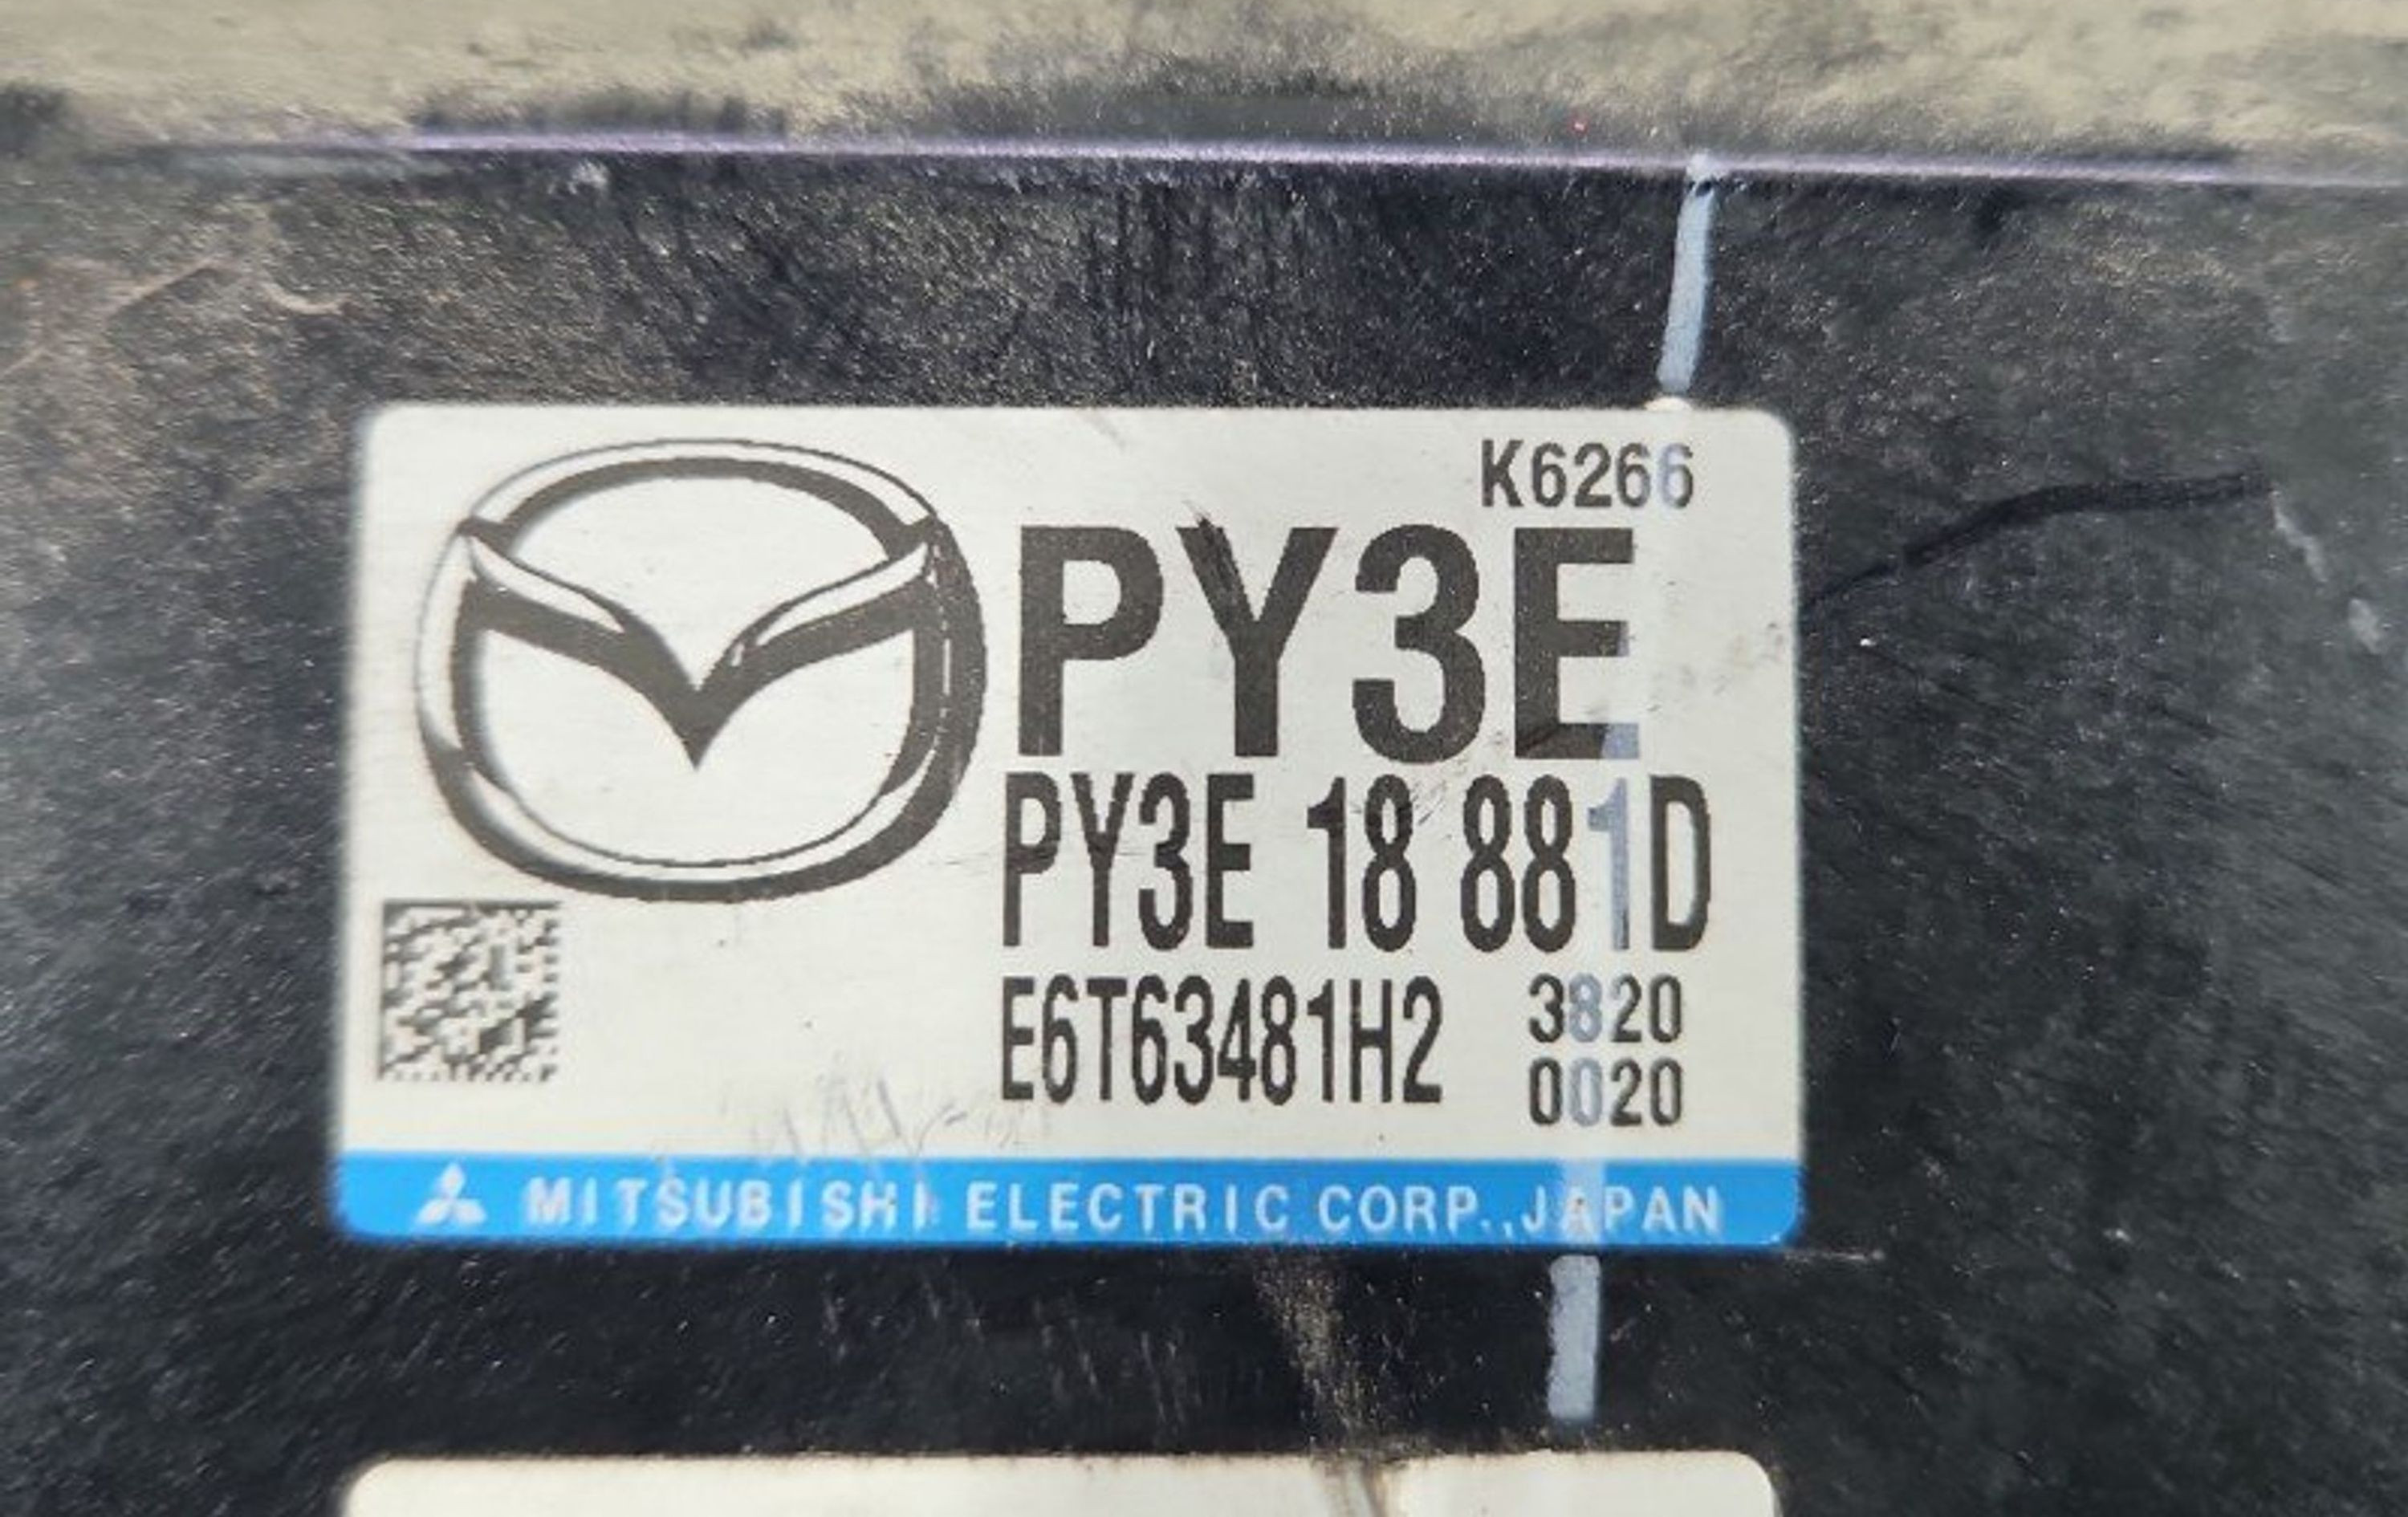 K6266
PY3E
PY3E 18 881D
E6T63481H2 3820
0020
MITSUBISHI ELECTRIC CORP.,JAPAN